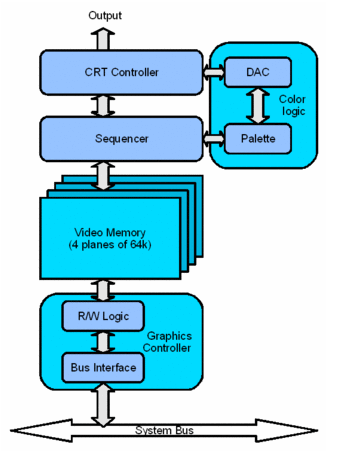 Output
CRT Controller
DAC
Color
logic
Sequencer
Palette
Video Memory
(4 planes of 64k)
R/W Logic
Graphics
Controller
Bus Interface
System Bus